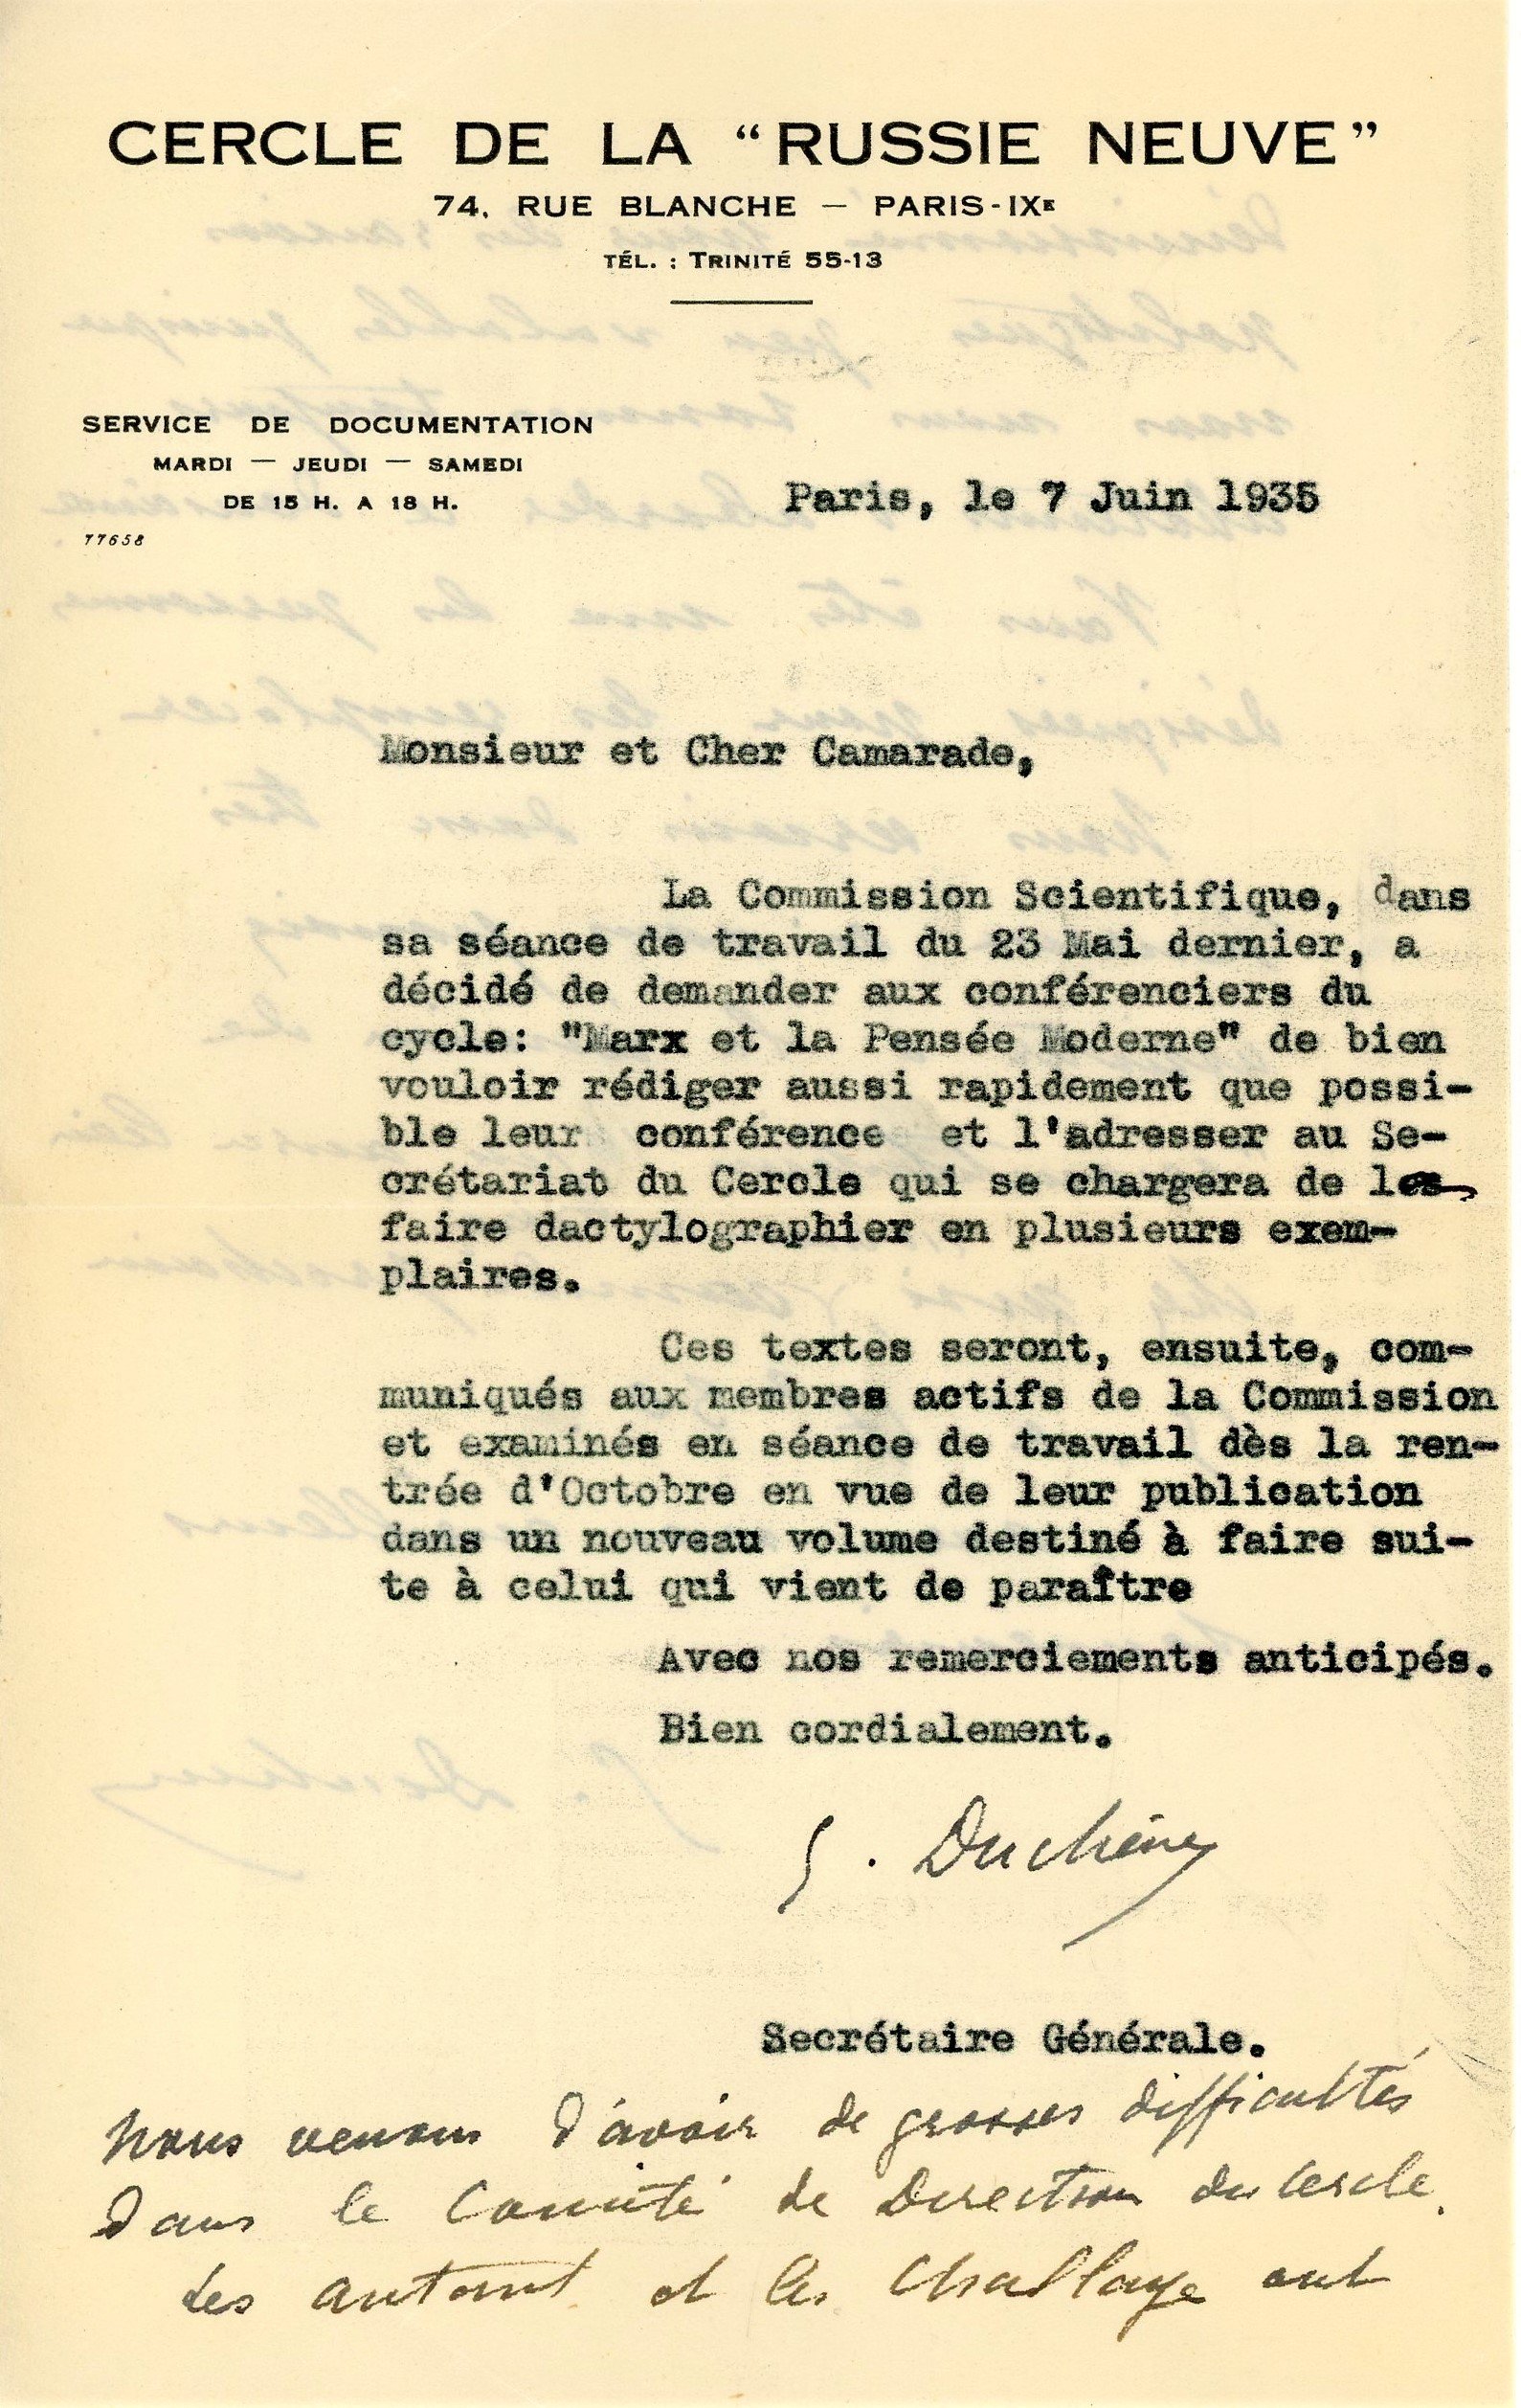 CERCLE DE LA “RUSSIE NEUVE”
74, RUE BLANCHE — PARIS-IXE
TÉL. : TRINITÉ 55-13
SERVICE DE DOCUMENTATION
MARDI — JEUDI — SAMEDI
DE 15 H. A 18 H.
77658
Paris, le 7 Juin 1935
Monsieur et Cher Camarade,
La Commission Scientifique, dans
sa séance de travail du 23 Mai dernier, a
décidé de demander aux conférenciers du
cycle: "Marx et la Pensée Moderne" de bien
vouloir rédiger aussi rapidement que possi-
ble leur conférence et l'adresser au Se-
crétariat du Cercle qui se chargera de les
faire dactylographier en plusieurs exem-
plaires.
Ces textes seront, ensuite, com-
muniqués aux membres actifs de la Commission
et examinés en séance de travail dès la ren-
trée d'Octobre en vue de leur publication
dans un nouveau volume destiné à faire sui-
te à celui qui vient de paraître
Avec nos remerciements anticipés.
Bien cordialement.
G. Duchêne
Secrétaire Générale.
Nous venons d'avoir de grosses difficultés
dans le Comité de Direction du Cercle.
Les et les Challaye ont